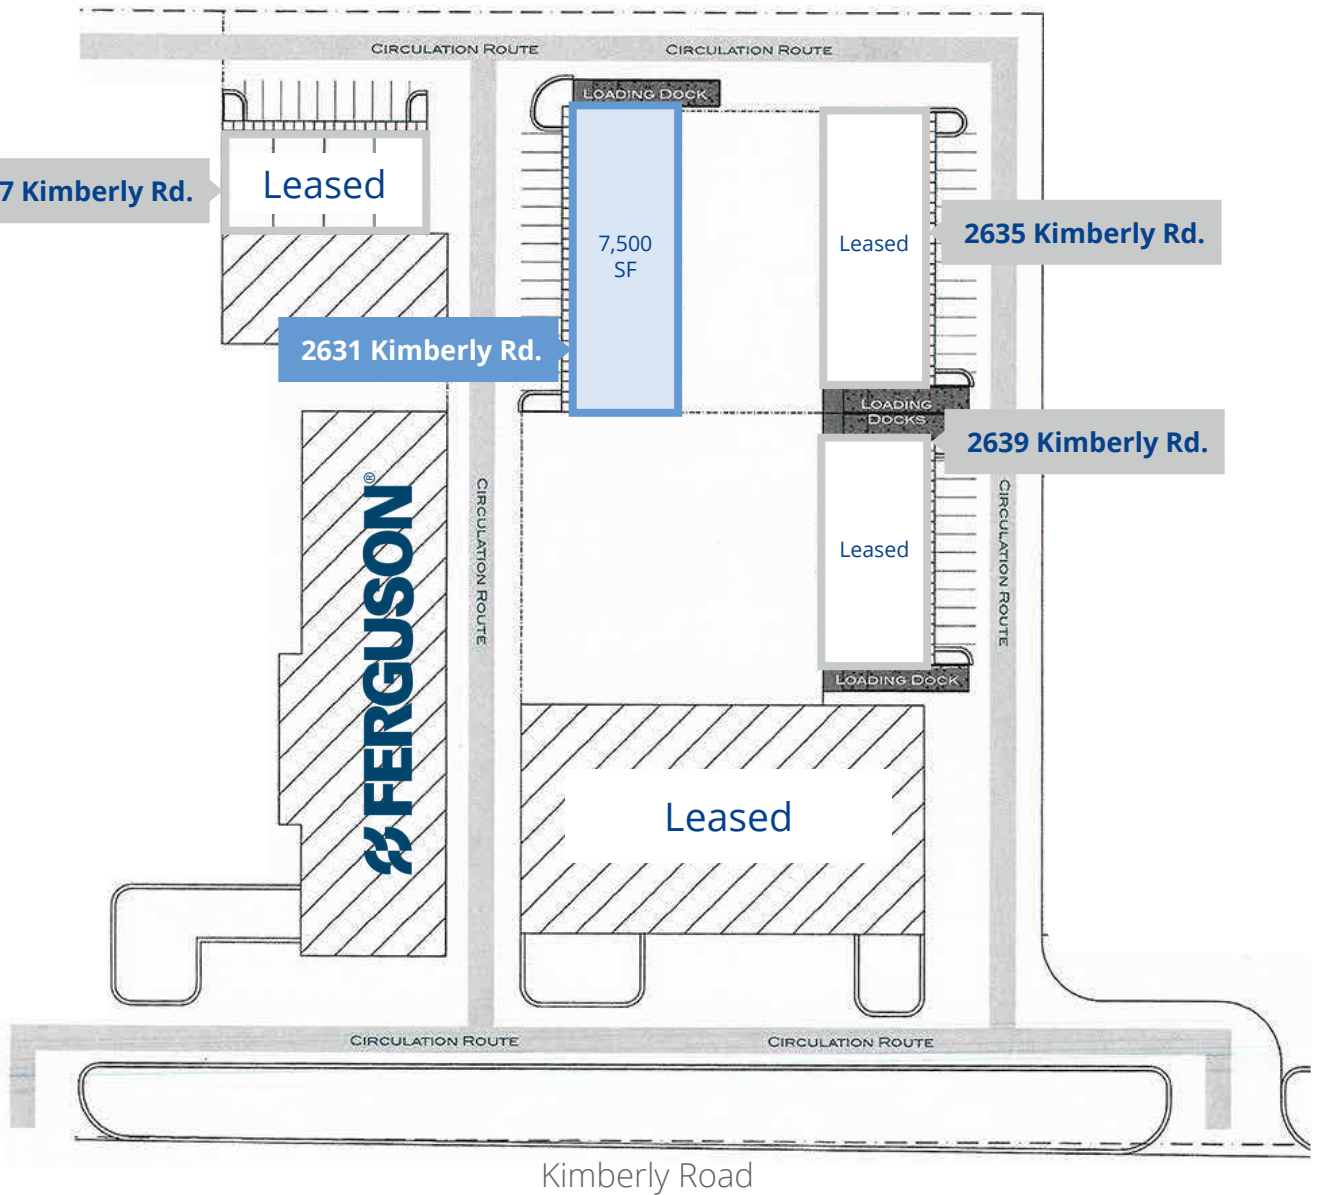 CIRCULATION ROUTE
CIRCULATION ROUTE
LOADING DOCK
7 Kimberly Rd.
Leased
7,500
SF
Leased
2635 Kimberly Rd.
2631 Kimberly Rd.
LOADING
DOCKS
2639 Kimberly Rd.
FERGUSON®
CIRCULATION ROUTE
CIRCULATION ROUTE
Leased
LOADING DOCK
Leased
CIRCULATION ROUTE
CIRCULATION ROUTE
Kimberly Road